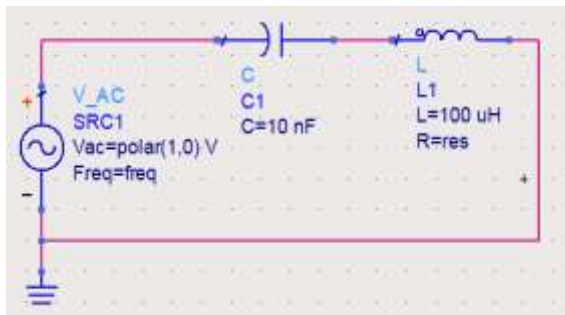 +
V_AC
SRC1
Vac=polar(1,0) V
Freq=freq
-
C
C1
C=10 nF
L
L1
L=100 uH
R=res
+